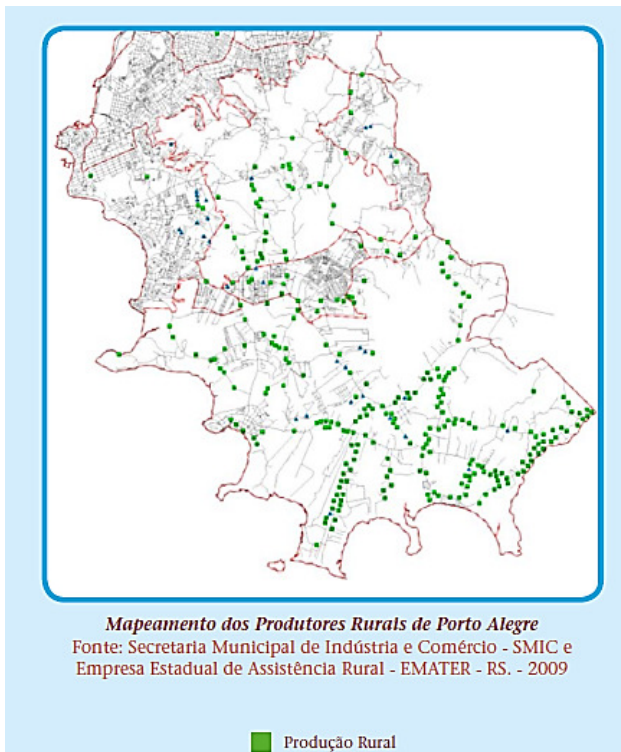 Mapeamento dos Produtores Rurais de Porto Alegre
Fonte: Secretaria Municipal de Indústria e Comércio - SMIC e
Empresa Estadual de Assistência Rural - EMATER - RS. - 2009
Produção Rural